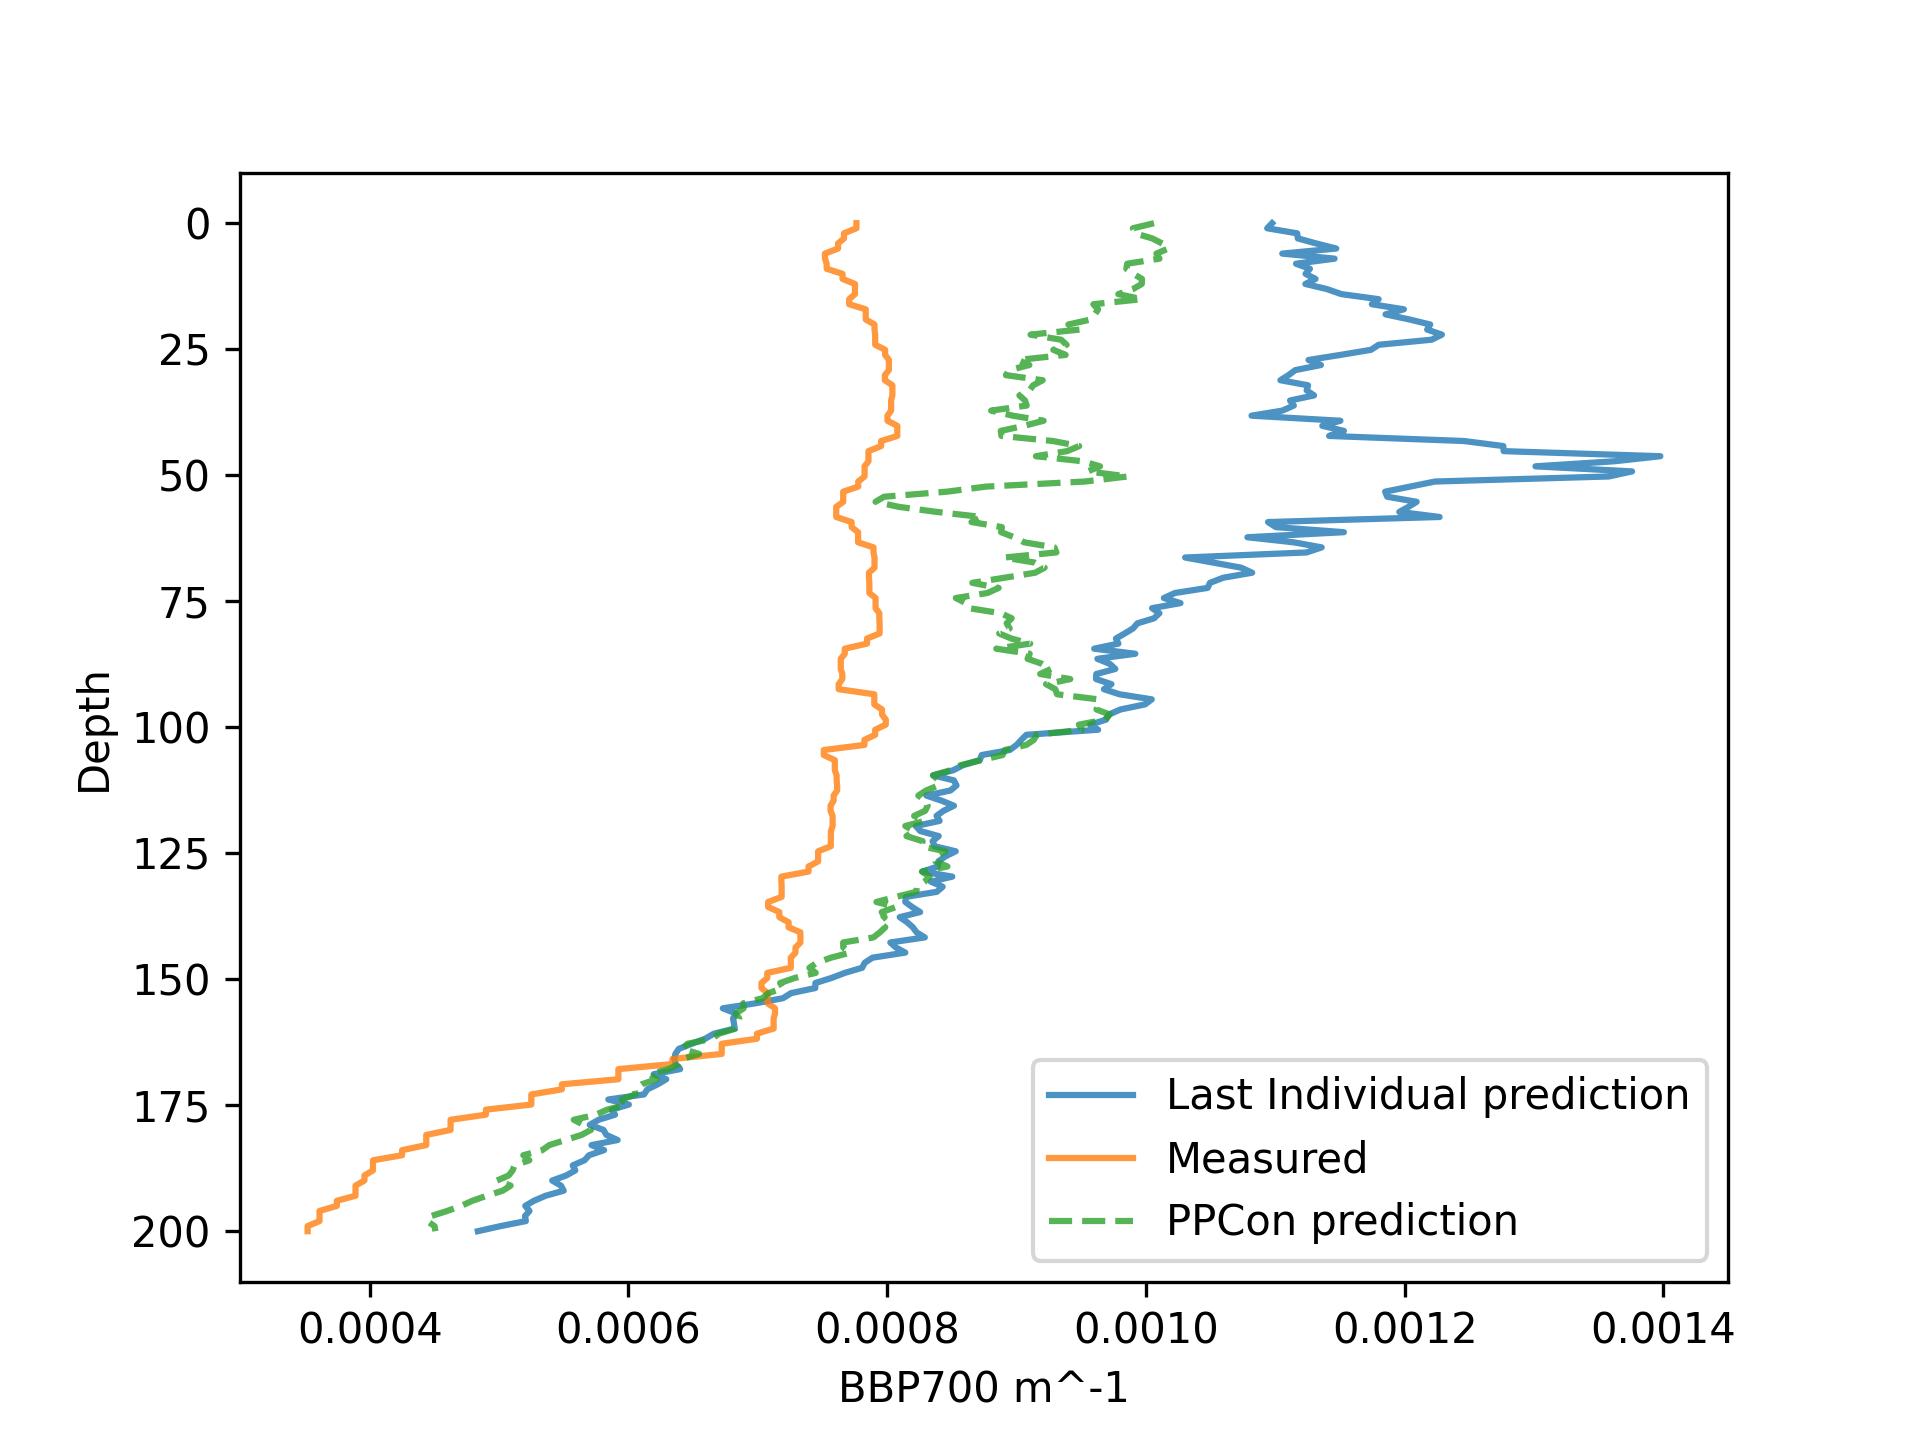 0
25
50
75
100
125
150
175
200
Depth
0.0004 0.0006 0.0008 0.0010 0.0012 0.0014
BBP700 m^-1
Last Individual prediction
Measured
PPCon prediction